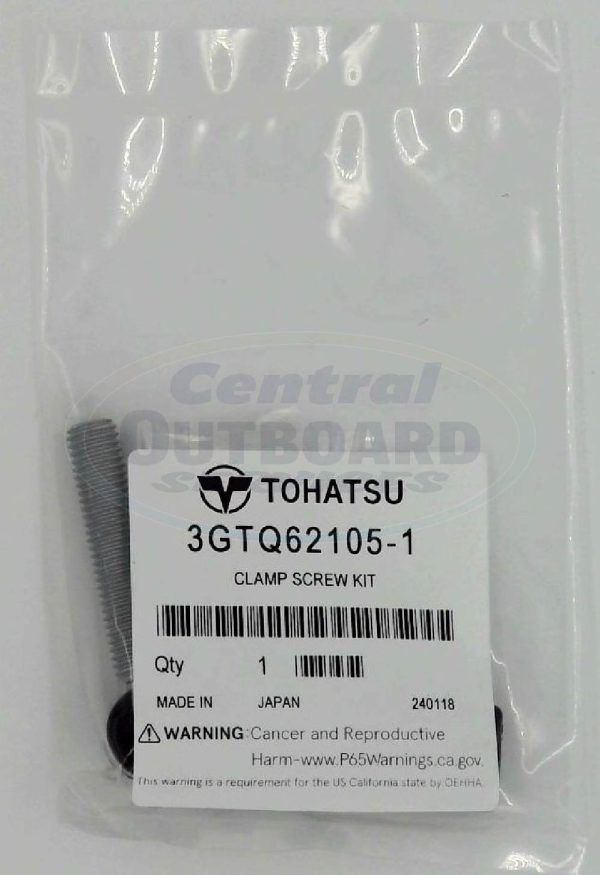 Central
OUTBOARD
SERVICES
TOHATSU
3GTQ62105-1
CLAMP SCREW KIT
Qty 1
MADE IN JAPAN 240118
WARNING:Cancer and Reproductive
Harm-www.P65Warnings.ca.gov.
This warning is a requirement for the US California state by OEHHA.